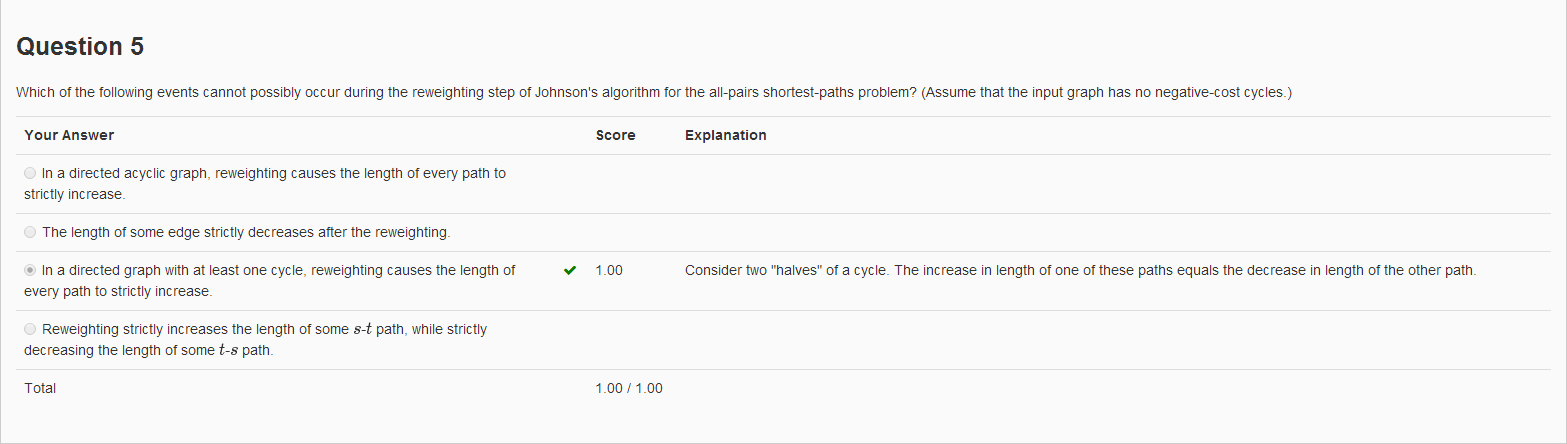 Question 5
Which of the following events cannot possibly occur during the reweighting step of Johnson's algorithm for the all-pairs shortest-paths problem? (Assume that the input graph has no negative-cost cycles.)
Your Answer Score Explanation
In a directed acyclic graph, reweighting causes the length of every path to
strictly increase.
The length of some edge strictly decreases after the reweighting.
In a directed graph with at least one cycle, reweighting causes the length of ✔ 1.00 Consider two "halves" of a cycle. The increase in length of one of these paths equals the decrease in length of the other path.
every path to strictly increase.
Reweighting strictly increases the length of some s-t path, while strictly
decreasing the length of some t-s path.
Total 1.00 / 1.00